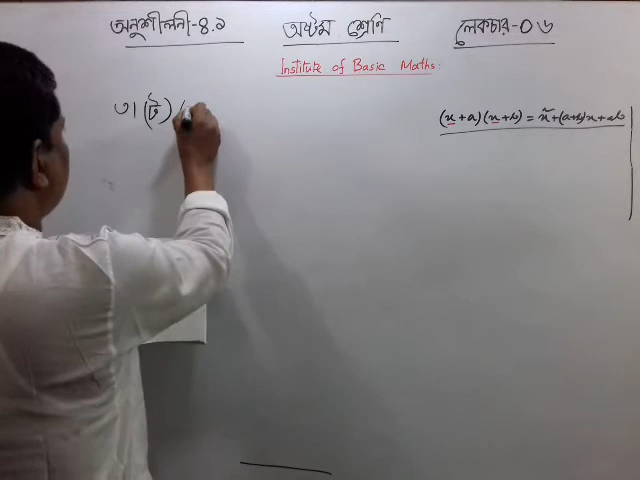 অনুশীলনী-৪.১ অষ্টম শ্রেণি লেকচার-০৬
Institute of Basic Maths:
৩। (ট) (
(x+a)(x+b) = x²+(a+b)x+ab